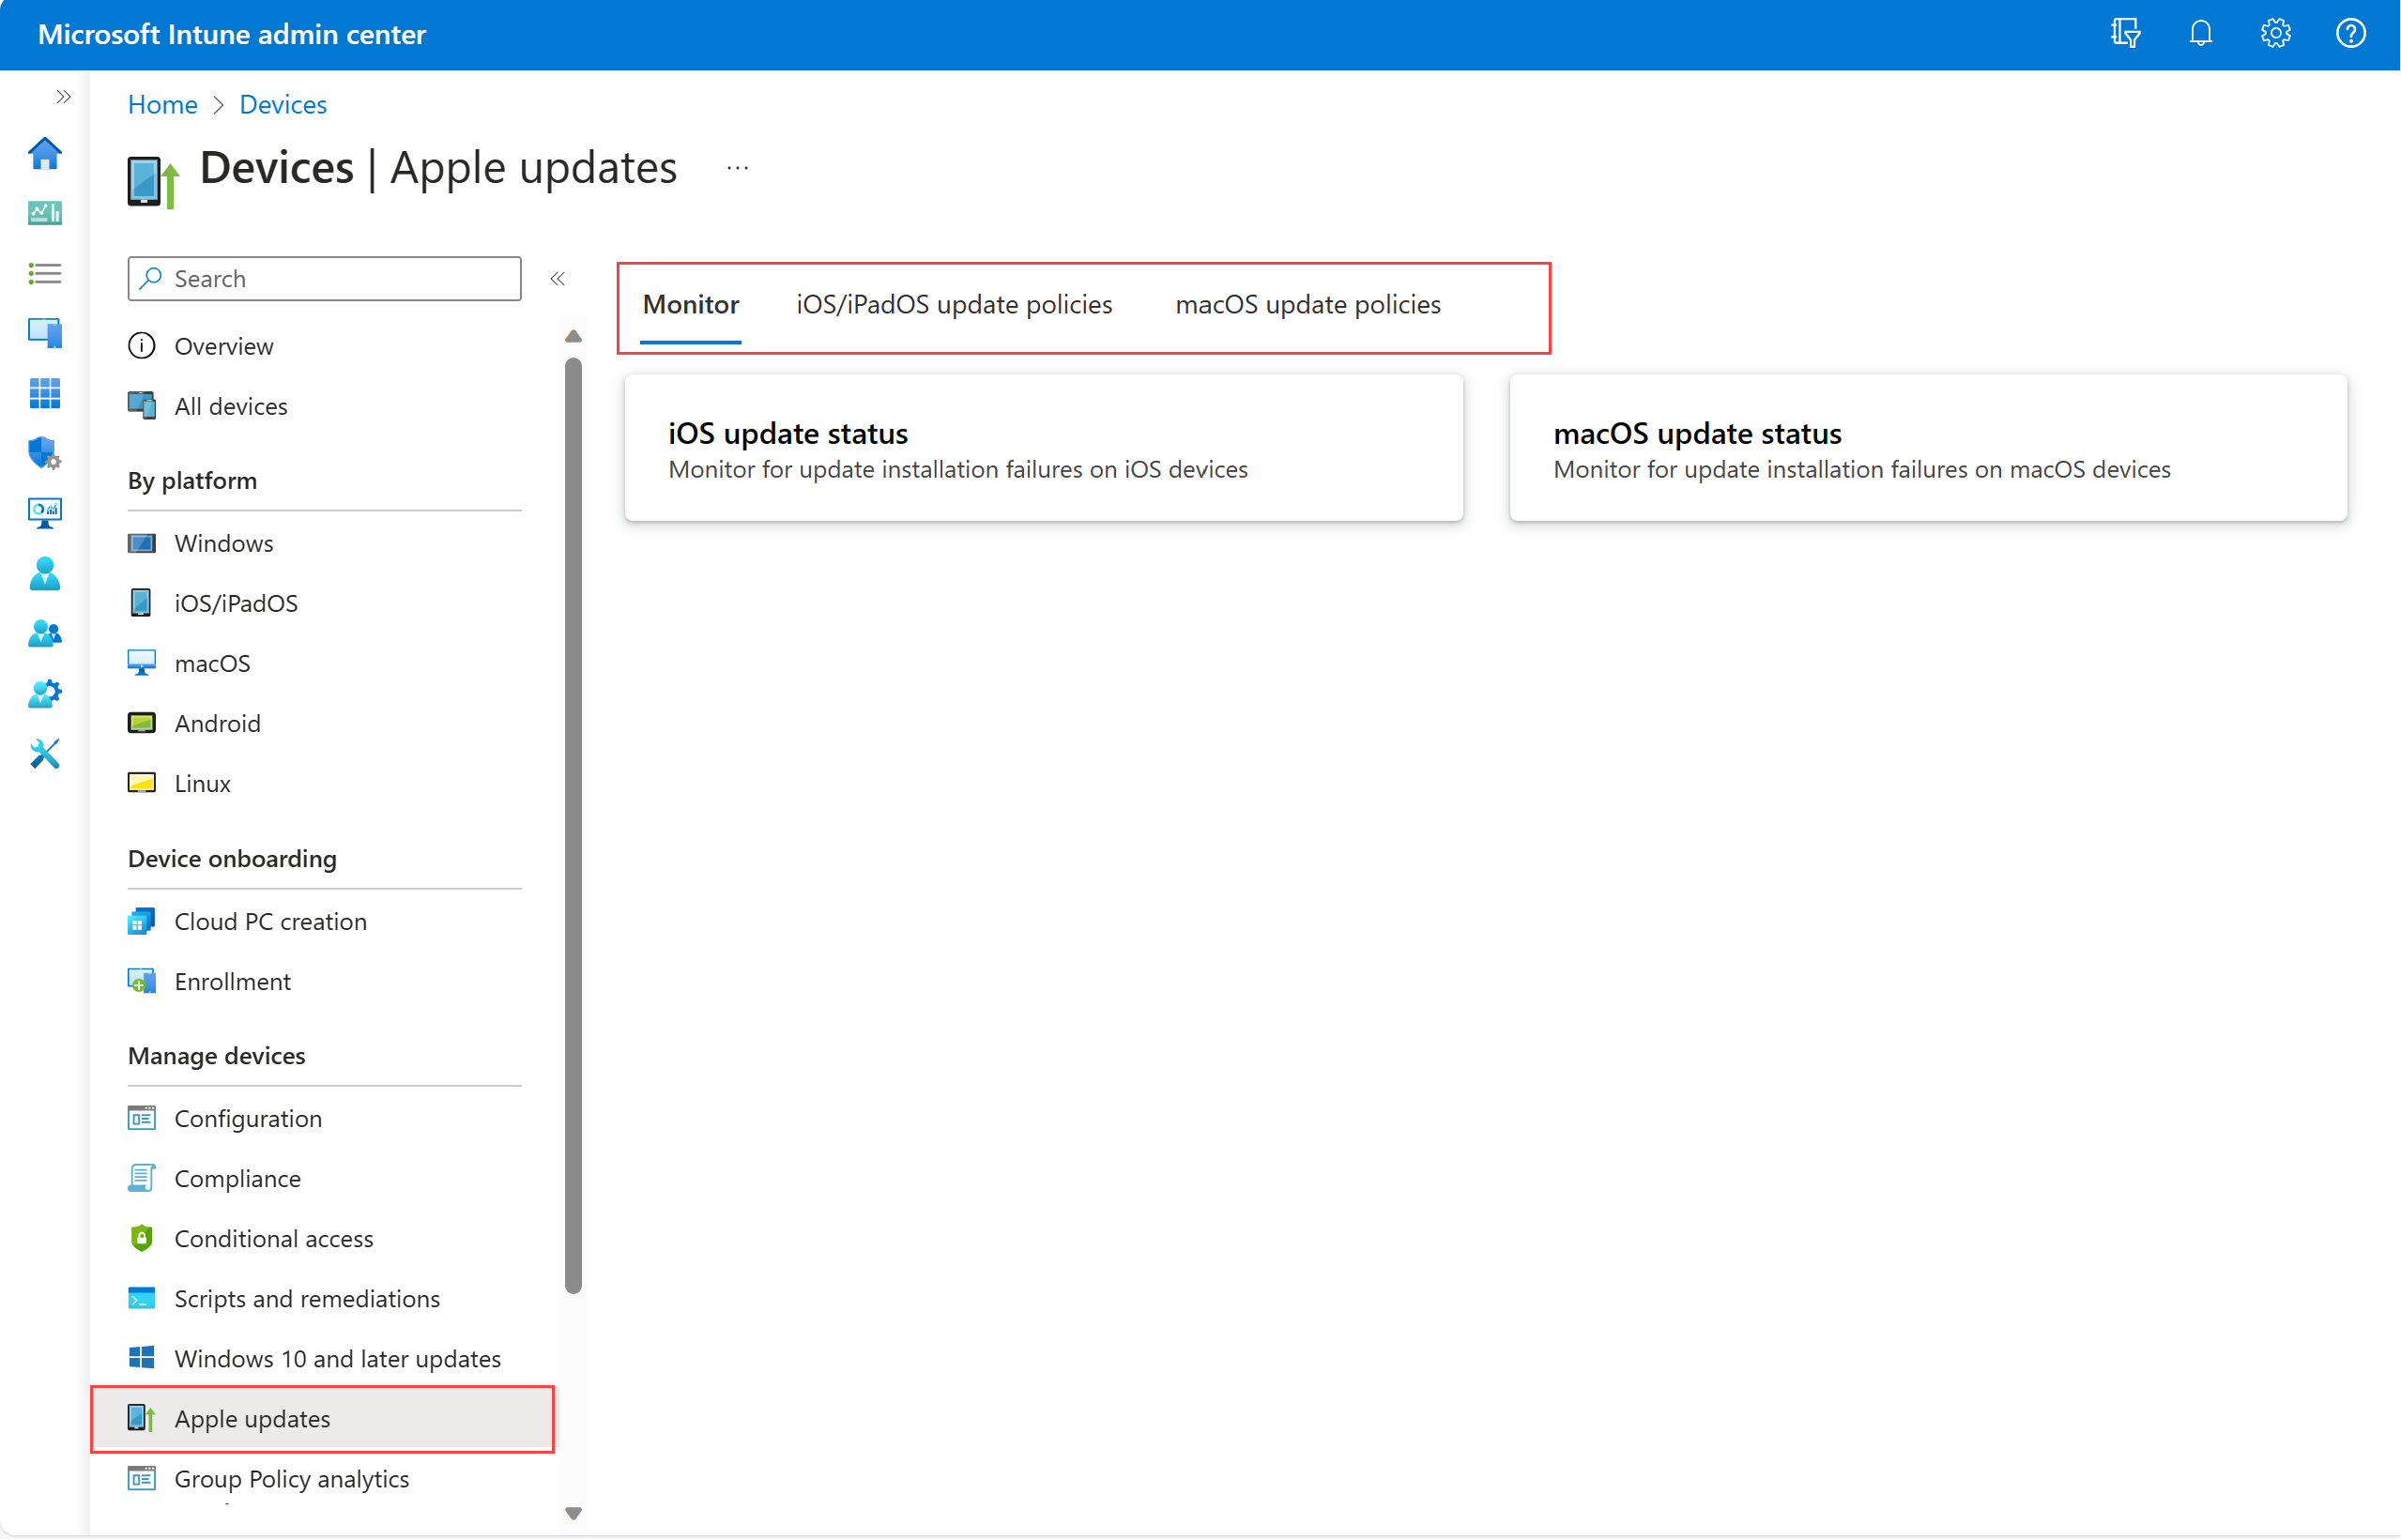 Microsoft Intune admin center
Home > Devices
Devices | Apple updates ...
Search
Overview
All devices
By platform
Windows
iOS/iPadOS
macOS
Android
Linux
Device onboarding
Cloud PC creation
Enrollment
Manage devices
Configuration
Compliance
Conditional access
Scripts and remediations
Windows 10 and later updates
Apple updates
Group Policy analytics
Monitor iOS/iPadOS update policies macOS update policies
iOS update status
Monitor for update installation failures on iOS devices
macOS update status
Monitor for update installation failures on macOS devices